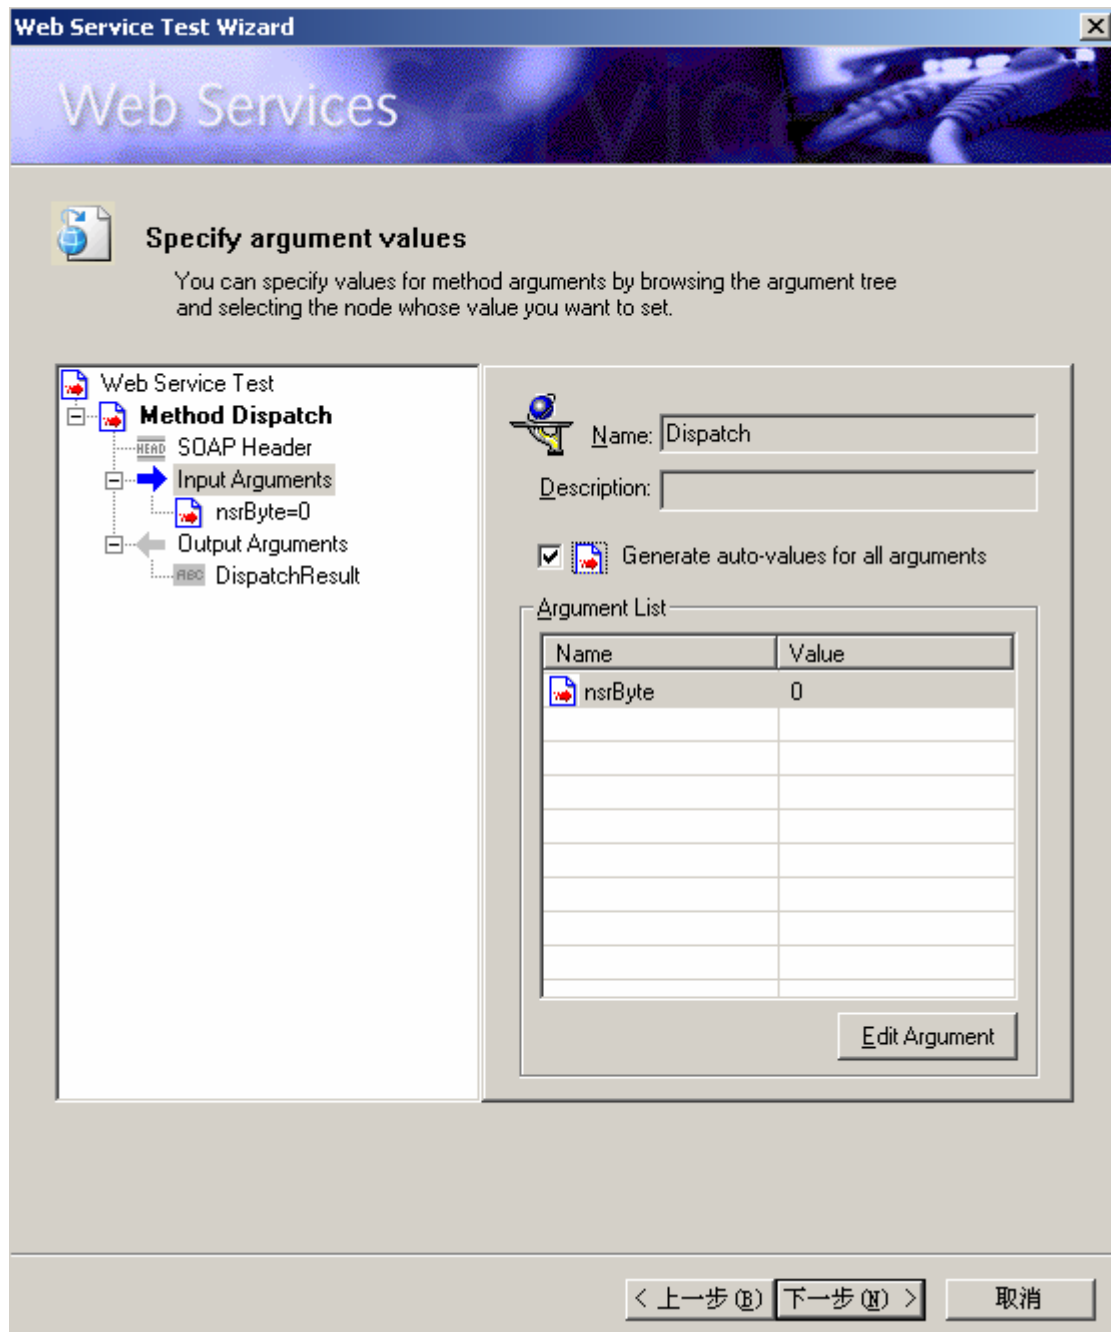 Web Service Test Wizard
Web Services
Specify argument values
You can specify values for method arguments by browsing the argument tree
and selecting the node whose value you want to set.
Web Service Test
Method Dispatch
HEAD SOAP Header
Input Arguments
nsrByte=0
Output Arguments
ABC DispatchResult
Name: Dispatch
Description:
Generate auto-values for all arguments
Argument List
Name Value
nsrByte 0
Edit Argument
< 上一步(B) 下一步(N) > 取消